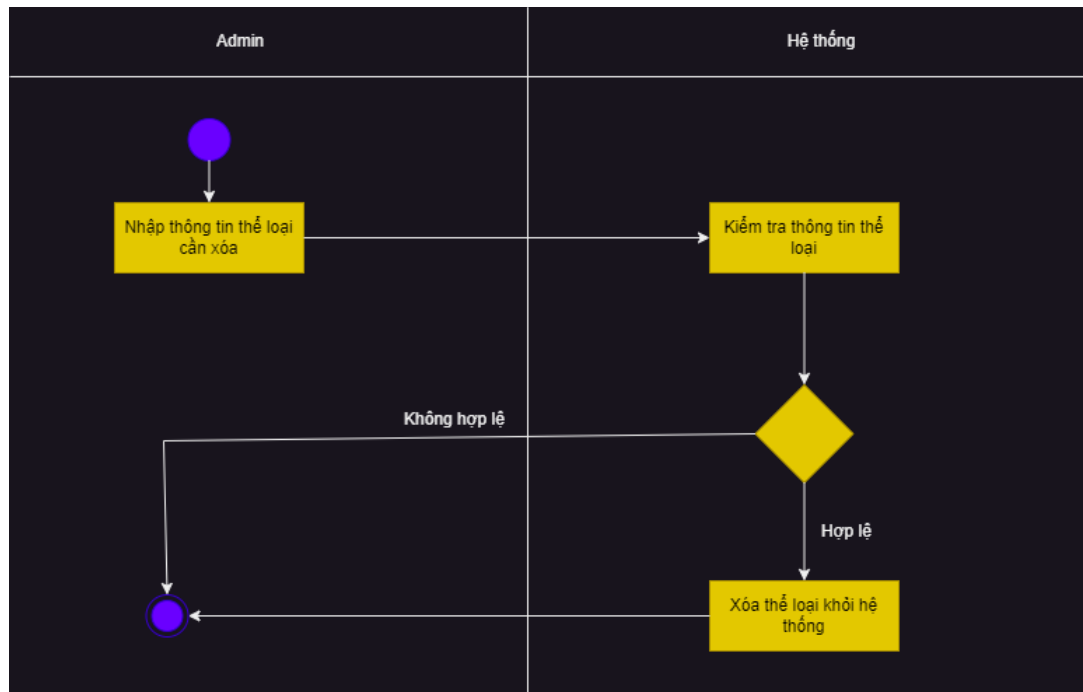 Admin
Hệ thống
Nhập thông tin thể loại
cần xóa
Kiểm tra thông tin thể
loại
Không hợp lệ
Hợp lệ
Xóa thể loại khỏi hệ
thống